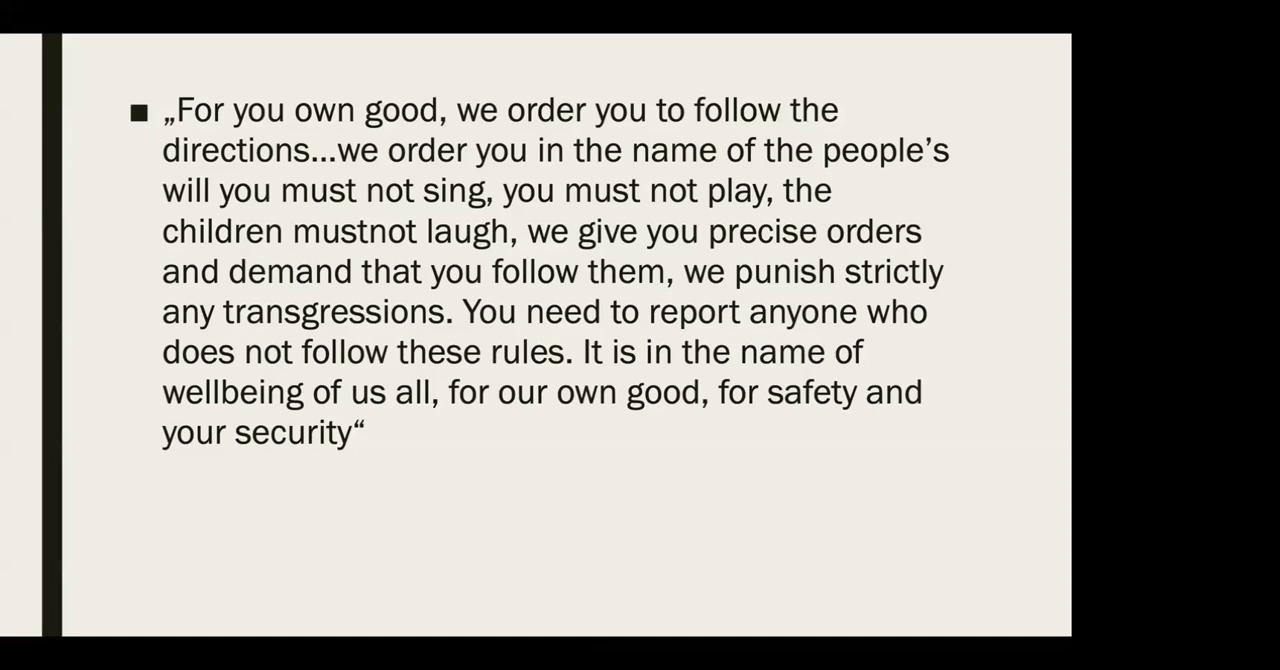 ■ „For you own good, we order you to follow the
directions...we order you in the name of the people’s
will you must not sing, you must not play, the
children mustnot laugh, we give you precise orders
and demand that you follow them, we punish strictly
any transgressions. You need to report anyone who
does not follow these rules. It is in the name of
wellbeing of us all, for our own good, for safety and
your security“